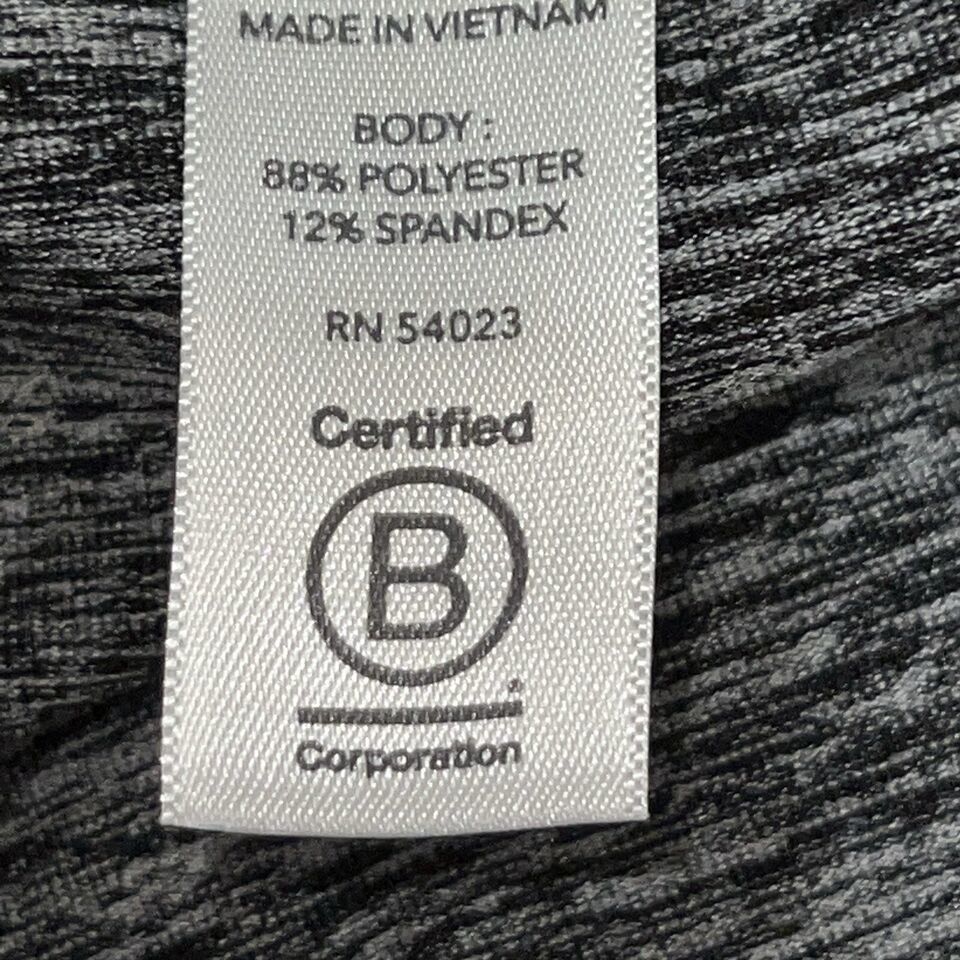 MADE IN VIETNAM
BODY :
88% POLYESTER
12% SPANDEX
RN 54023
Certified
B
Corporation